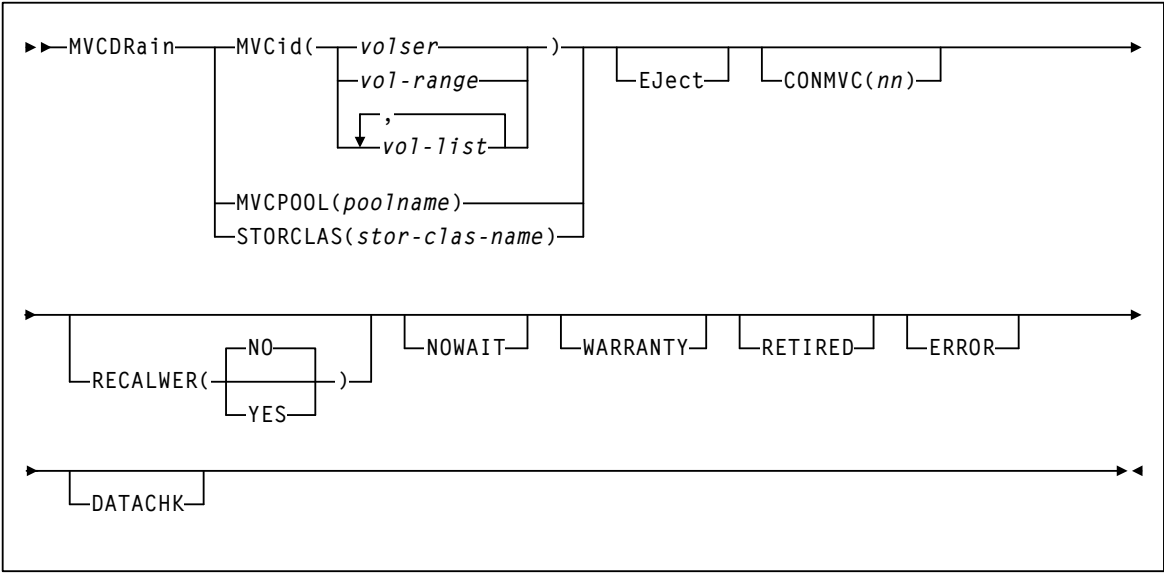 MVCDRain MVCid( volser ) EJect CONMVC(nn)
vol-range
,
vol-list
MVCPOOL(poolname)
STORCLAS(stor-clas-name)
RECALWER( NO YES ) NOWAIT WARRANTY RETIRED ERROR
DATACHK